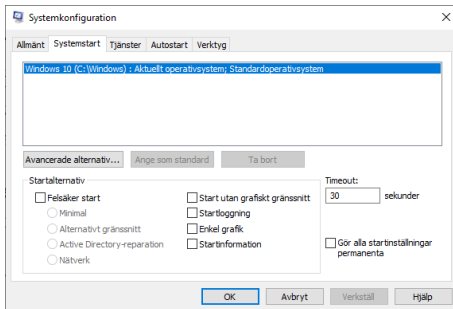 Systemkonfiguration
Allmänt Systemstart Tjänster Autostart Verktyg
Windows 10 (C:\Windows) : Aktuellt operativsystem; Standardoperativsystem
Avancerade alternativ... Ange som standard Ta bort
Startalternativ
Timeout:
Felsäker start Start utan grafiskt gränssnitt 30 sekunder
Minimal Startloggning
Alternativt gränssnitt Enkel grafik
Active Directory-reparation Startinformation Gör alla startinställningar
permanenta
Nätverk
OK Avbryt Verkställ Hjälp